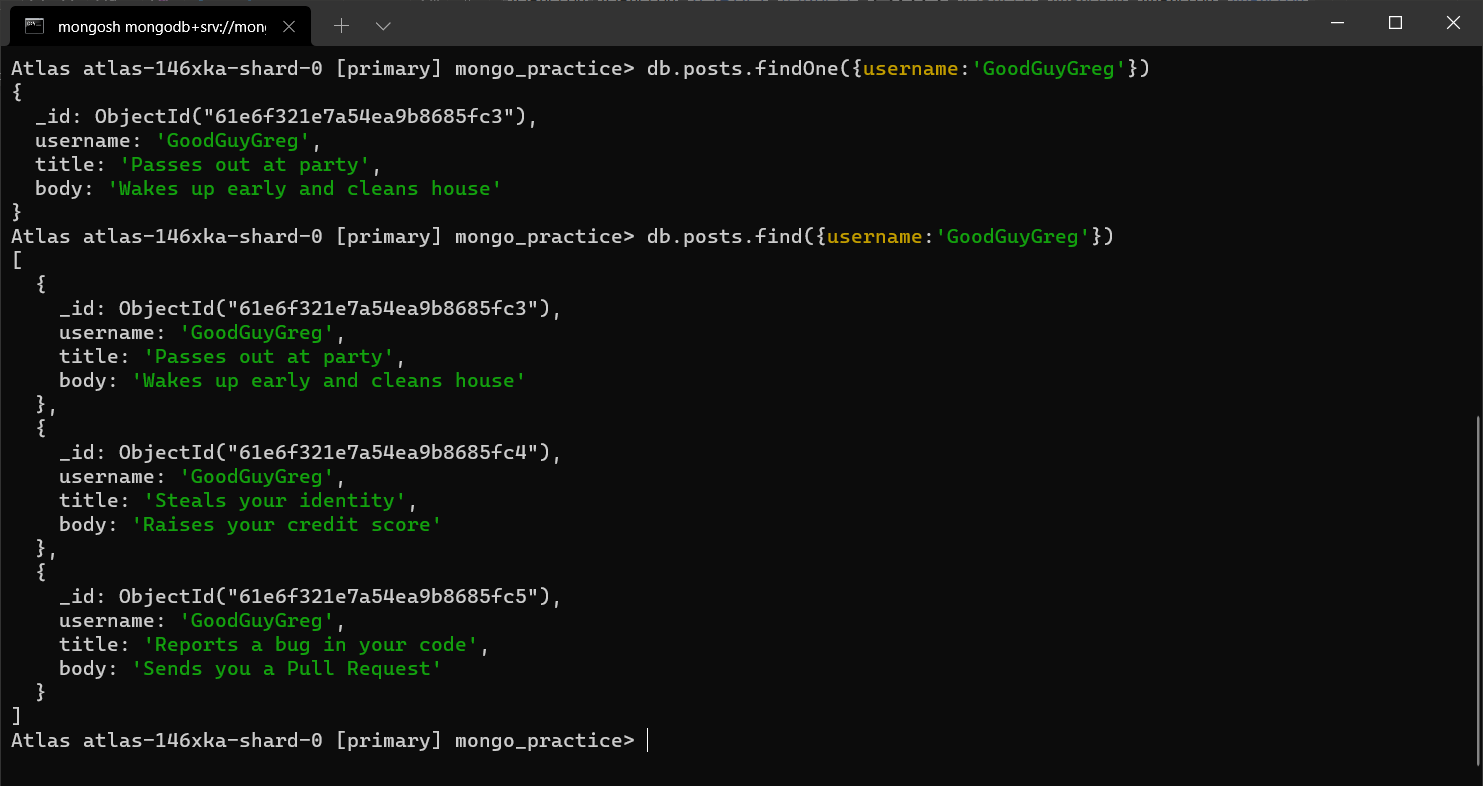 mongosh mongodb+srv://mon
Atlas atlas-146xka-shard-0 [primary] mongo_practice> db.posts.findOne({username:'GoodGuyGreg'})
{
  _id: ObjectId("61e6f321e7a54ea9b8685fc3"),
  username: 'GoodGuyGreg',
  title: 'Passes out at party',
  body: 'Wakes up early and cleans house'
}
Atlas atlas-146xka-shard-0 [primary] mongo_practice> db.posts.find({username:'GoodGuyGreg'})
[
  {
    _id: ObjectId("61e6f321e7a54ea9b8685fc3"),
    username: 'GoodGuyGreg',
    title: 'Passes out at party',
    body: 'Wakes up early and cleans house'
  },
  {
    _id: ObjectId("61e6f321e7a54ea9b8685fc4"),
    username: 'GoodGuyGreg',
    title: 'Steals your identity',
    body: 'Raises your credit score'
  },
  {
    _id: ObjectId("61e6f321e7a54ea9b8685fc5"),
    username: 'GoodGuyGreg',
    title: 'Reports a bug in your code',
    body: 'Sends you a Pull Request'
  }
]
Atlas atlas-146xka-shard-0 [primary] mongo_practice>